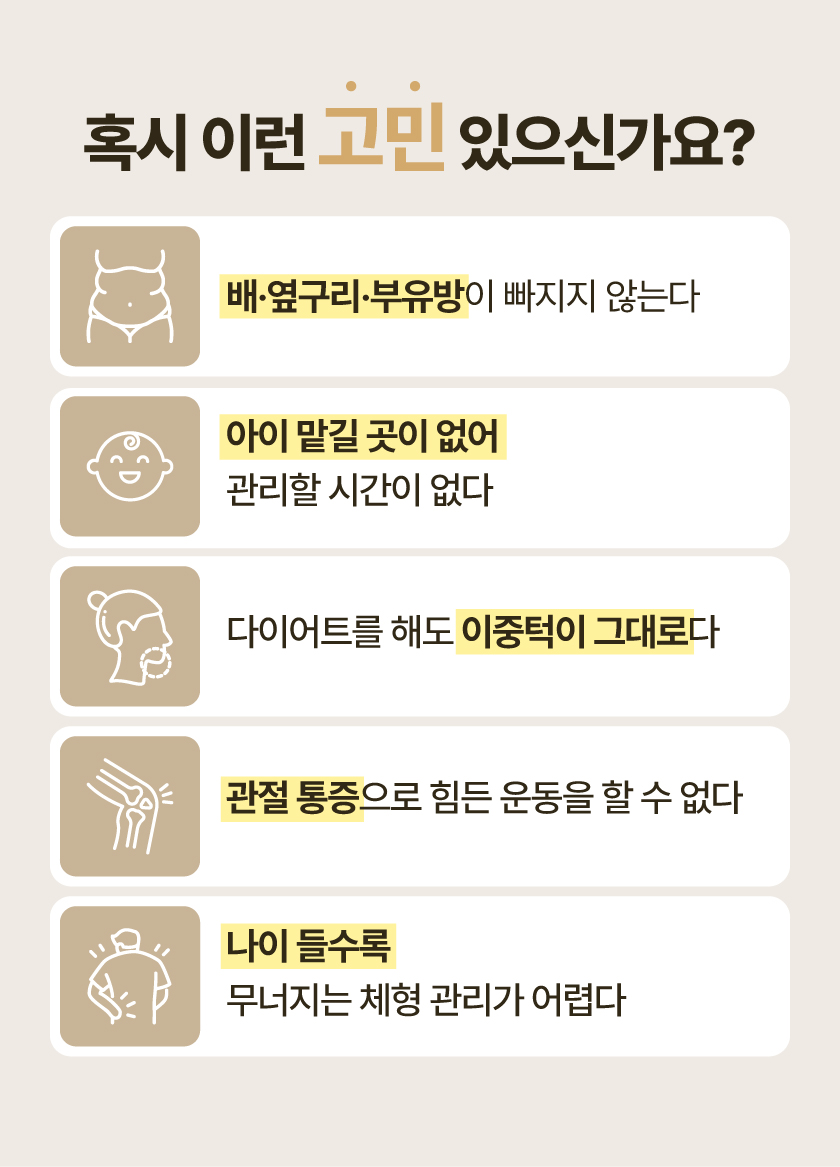 혹시 이런 고민 있으신가요?
배·옆구리·부유방이 빠지지 않는다
아이 맡길 곳이 없어
관리할 시간이 없다
다이어트를 해도 이중턱이 그대로다
관절 통증으로 힘든 운동을 할 수 없다
나이 들수록
무너지는 체형 관리가 어렵다